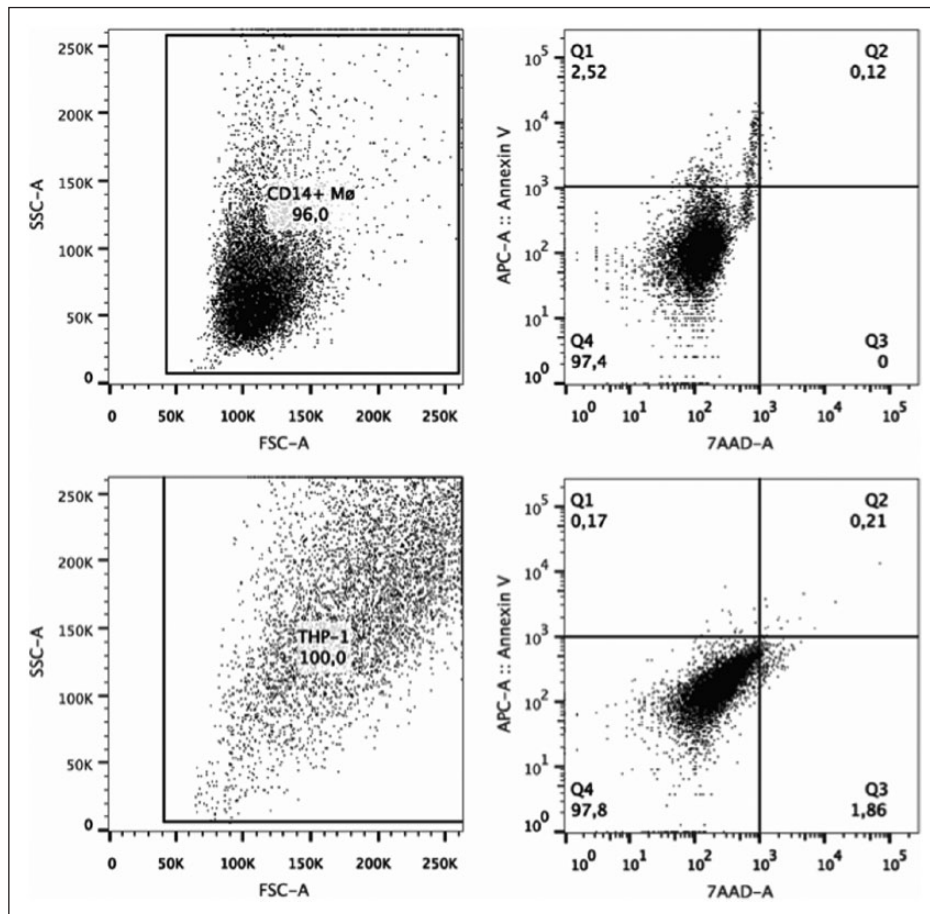 250K
200K
150K
100K
50K
0
SSC-A
CD14+ Mø
96,0
0 50K 100K 150K 200K 250K
FSC-A
Q1
2,52
Q2
0,12
Q4
97,4
Q3
0
10^5
10^4
10^3
10^2
10^1
10^0
APC-A :: Annexin V
10^0 10^1 10^2 10^3 10^4 10^5
7AAD-A
250K
200K
150K
100K
50K
0
SSC-A
THP-1
100,0
0 50K 100K 150K 200K 250K
FSC-A
Q1
0,17
Q2
0,21
Q4
97,8
Q3
1,86
10^5
10^4
10^3
10^2
10^1
10^0
APC-A :: Annexin V
10^0 10^1 10^2 10^3 10^4 10^5
7AAD-A